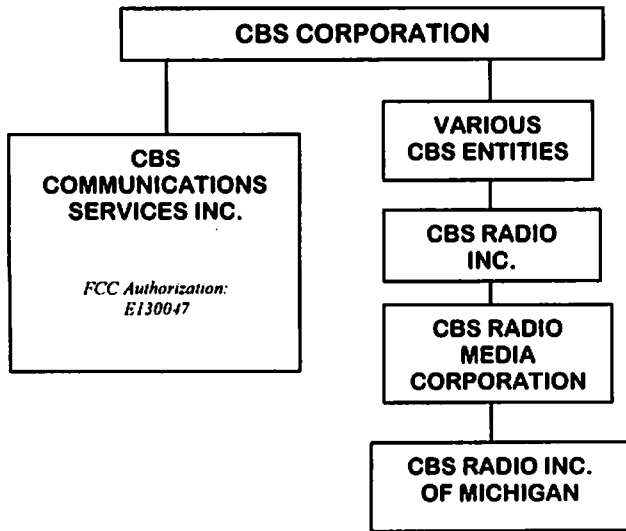 CBS CORPORATION
CBS
COMMUNICATIONS
SERVICES INC.
FCC Authorization:
E130047
VARIOUS
CBS ENTITIES
CBS RADIO
INC.
CBS RADIO
MEDIA
CORPORATION
CBS RADIO INC.
OF MICHIGAN